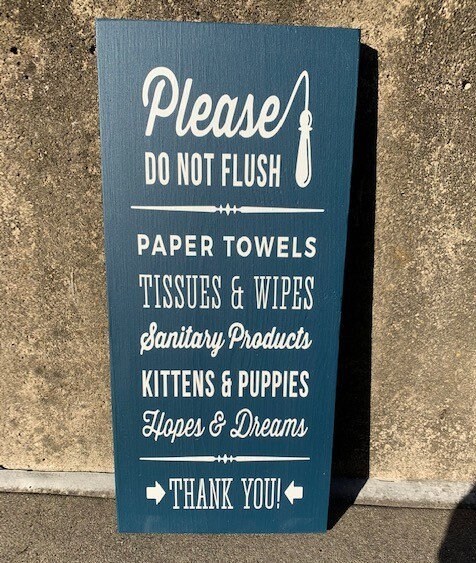 Please
DO NOT FLUSH
PAPER TOWELS
TISSUES & WIPES
Sanitary Products
KITTENS & PUPPIES
Hopes & Dreams
THANK YOU!